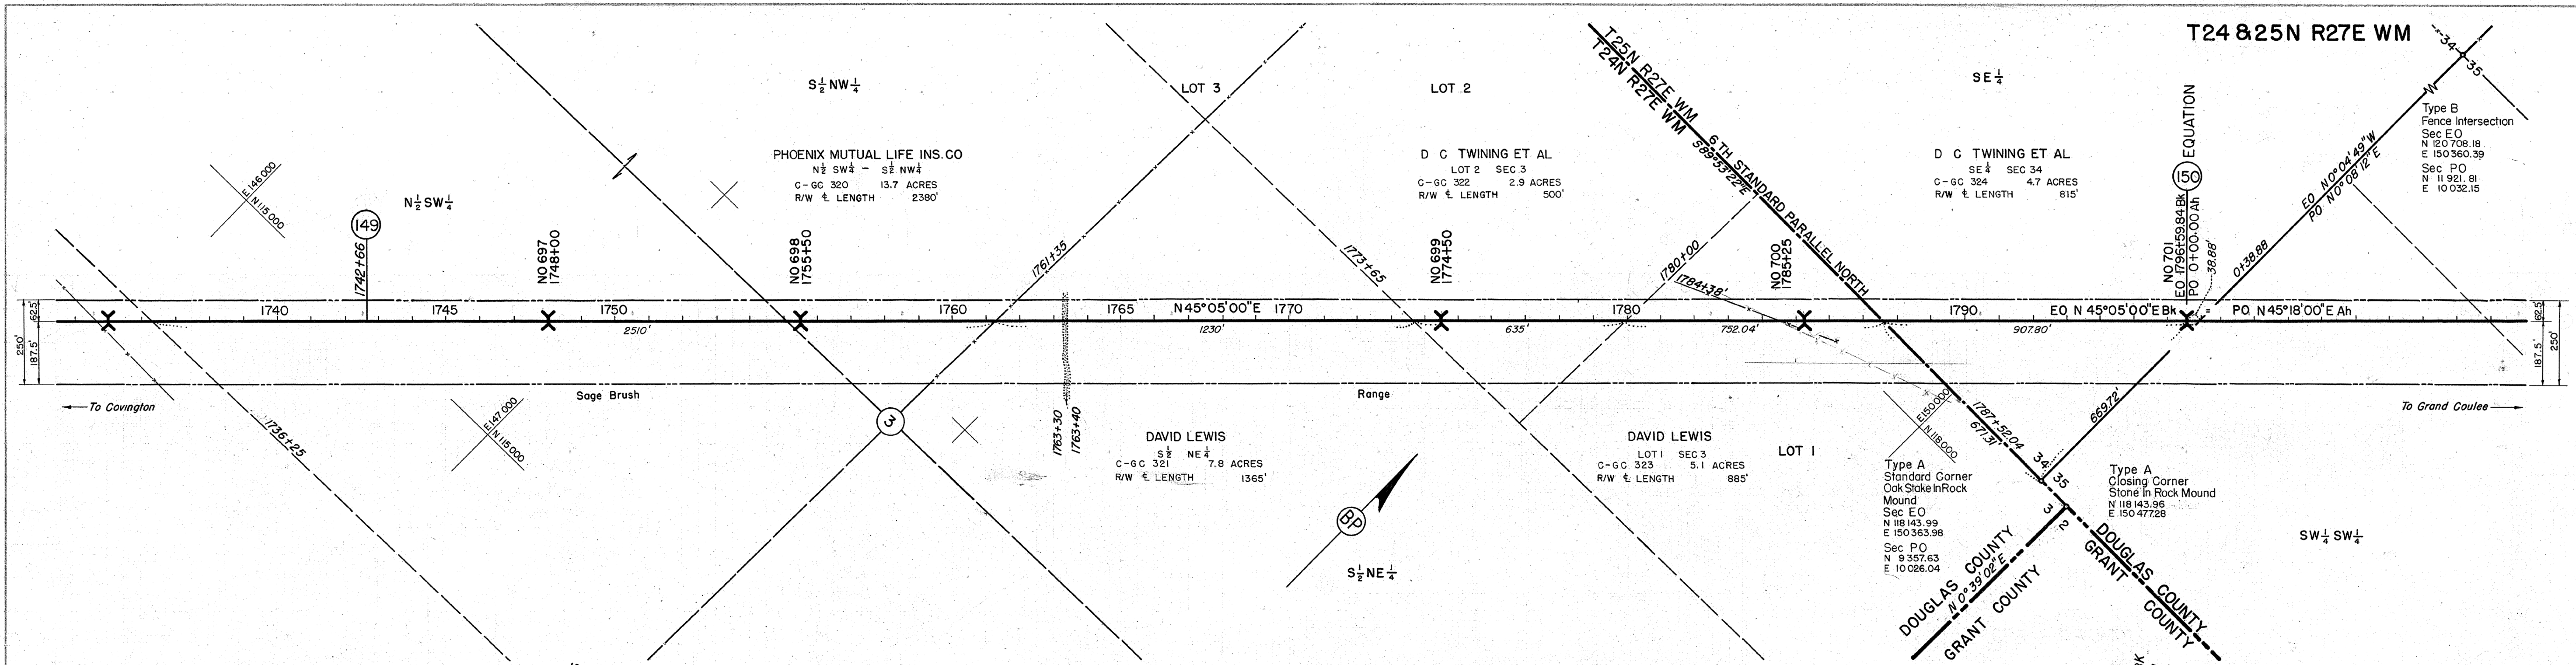 T24 & 25N R27E WM
S½ NW¼
LOT 3
LOT 2
T25N R27E WM
T24N R27E WM
6TH STANDARD PARALLEL NORTH
S89°53'22"E
SE¼
34
35
Type B
Fence Intersection
Sec EO
N 120 708.18
E 150 360.39
Sec PO
N 11 921.81
E 10 032.15
EQUATION
150
EO N0°04'49"W
PO N0°08'12"E
PHOENIX MUTUAL LIFE INS. CO
N½ SW¼ - S½ NW¼
C-GC 320 13.7 ACRES
R/W ℄ LENGTH 2380'
D C TWINING ET AL
LOT 2 SEC 3
C-GC 322 2.9 ACRES
R/W ℄ LENGTH 500'
D C TWINING ET AL
SE¼ SEC 34
C-GC 324 4.7 ACRES
R/W ℄ LENGTH 815'
E 146 000
N 115 000
N½ SW¼
149
1742+66
NO 697
1748+00
NO 698
1755+50
1761+35
1773+65
NO 699
1774+50
1780+00
1784+38'
NO 700
1785+25
NO 701
EO 1796+59.84 Bk
PO 0+00.00 Ah
38.88'
0+38.88
62.5'
1740
1745
1750
1760
1765
N45°05'00"E
1770
1780
1790
EO N 45°05'00"E Bk = PO N 45°18'00"E Ah
62.5
250'
187.5'
2510'
1230'
635'
752.04'
907.80'
187.5'
250'
Sage Brush
Range
To Covington
To Grand Coulee
1736+25
E 147 000
N 115 000
3
1763+30
1763+40
DAVID LEWIS
S½ NE¼
C-GC 321 7.8 ACRES
R/W ℄ LENGTH 1365'
DAVID LEWIS
LOT 1 SEC 3
C-GC 323 5.1 ACRES
R/W ℄ LENGTH 885'
LOT 1
E 150 000
N 118 000
1787+52.04
671.31'
669.72'
34
35
3
2
Type A
Standard Corner
Oak Stake In Rock
Mound
Sec EO
N 118 143.99
E 150 363.98
Sec PO
N 9 357.63
E 10 026.04
Type A
Closing Corner
Stone In Rock Mound
N 118 143.96
E 150 477.28
BP
S½ NE¼
SW¼ SW¼
DOUGLAS COUNTY
N 0°39'02"E
GRANT COUNTY
DOUGLAS COUNTY
GRANT COUNTY